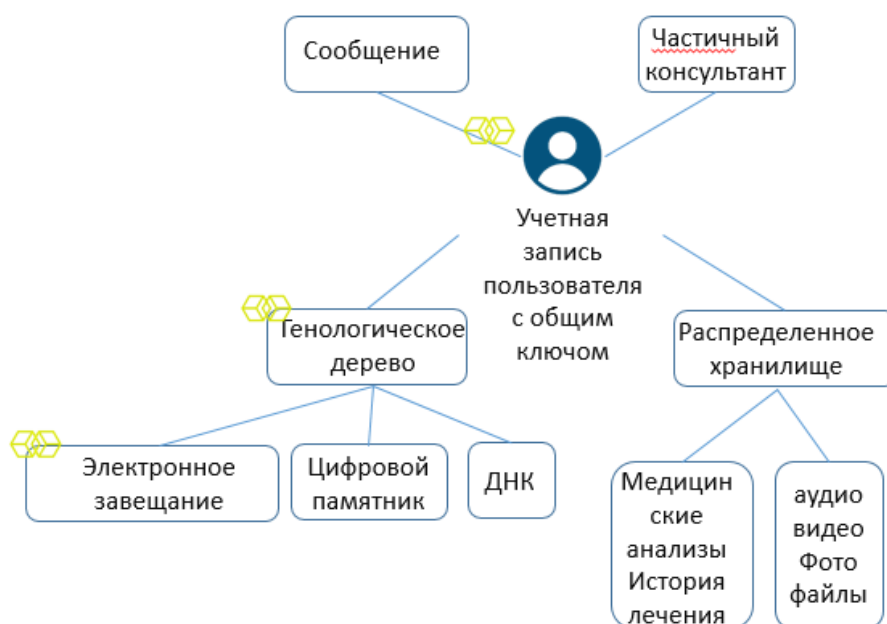 Сообщение
Частичный
консультант
Учетная
запись
пользователя
с общим
ключом
Генологическое
дерево
Распределенное
хранилище
Электронное
завещание
Цифровой
памятник
ДНК
Медицин
ские
анализы
История
лечения
аудио
видео
Фото
файлы